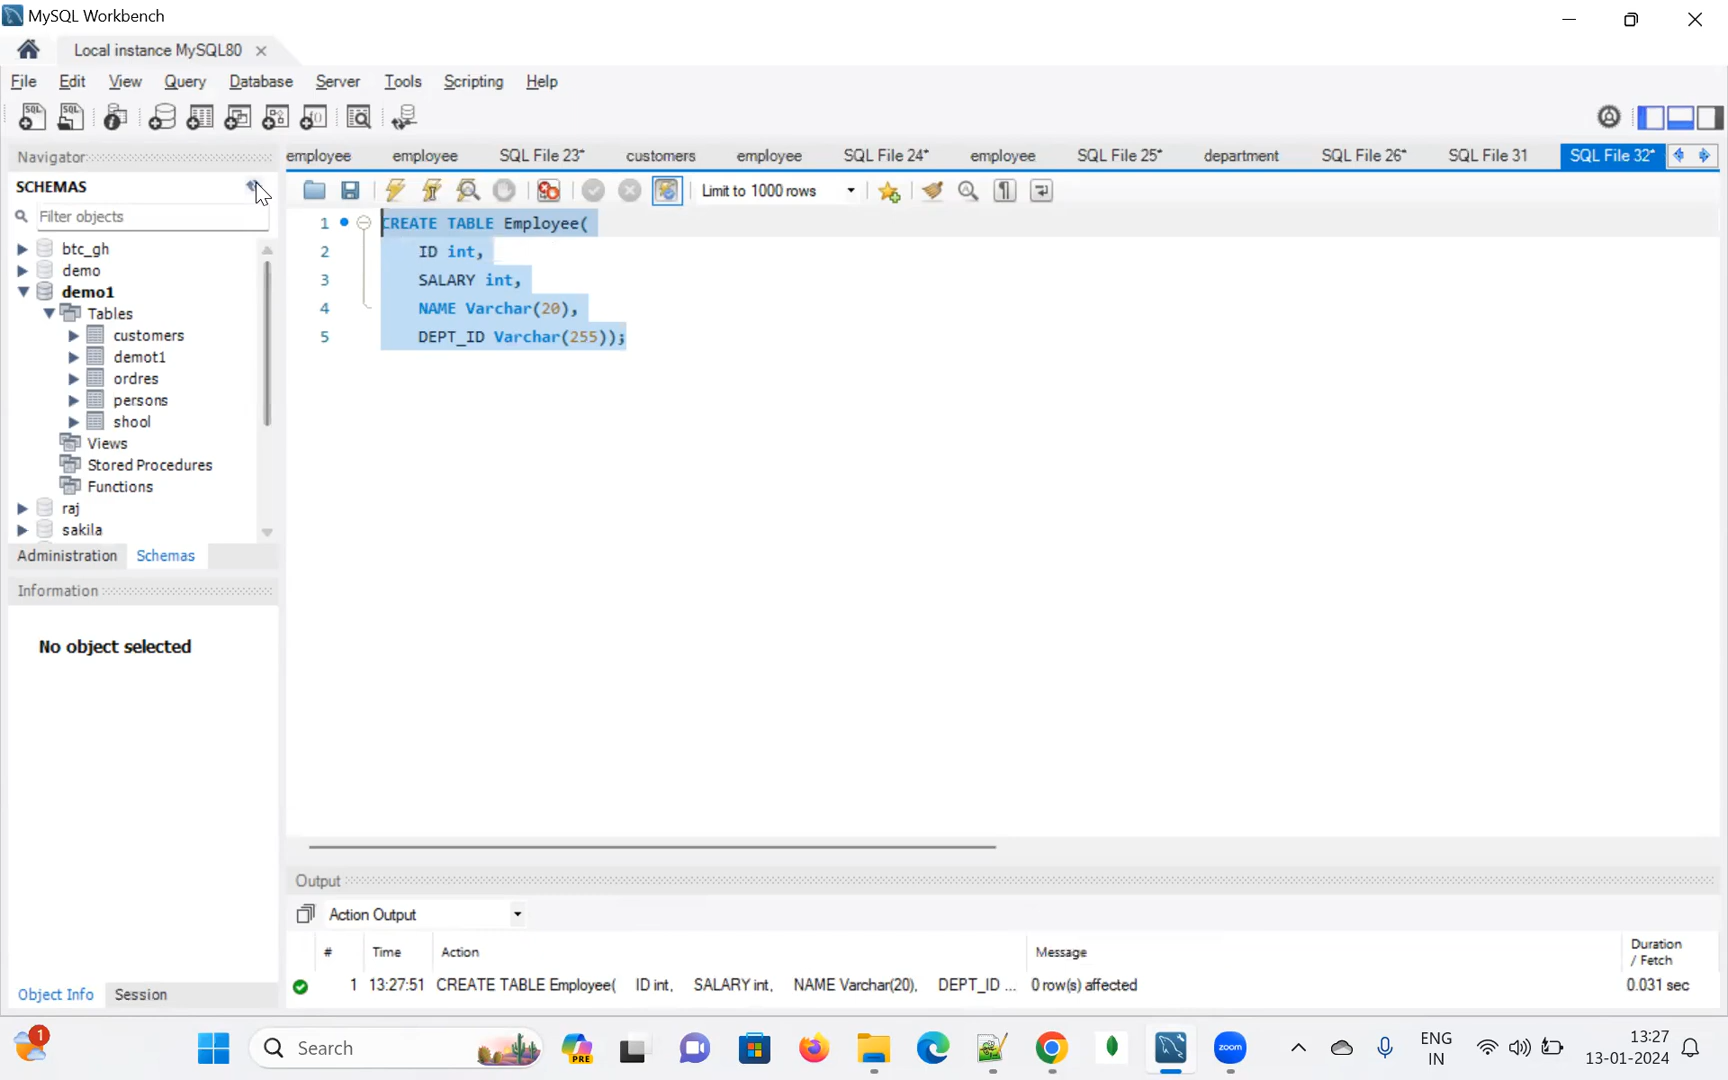 MySQL Workbench
Local instance MySQL80
File Edit View Query Database Server Tools Scripting Help
Navigator
SCHEMAS
Filter objects
btc_gh
demo
demo1
Tables
customers
demot1
ordres
persons
shool
Views
Stored Procedures
Functions
raj
sakila
Administration Schemas
Information
No object selected
Object Info Session
employee employee SQL File 23* customers employee SQL File 24* employee SQL File 25* department SQL File 26* SQL File 31 SQL File 32*
Limit to 1000 rows
1 CREATE TABLE Employee(
2 ID int,
3 SALARY int,
4 NAME Varchar(20),
5 DEPT_ID Varchar(255));
Output
Action Output
# Time Action Message Duration / Fetch
1 13:27:51 CREATE TABLE Employee( ID int, SALARY int, NAME Varchar(20), DEPT_ID ... 0 row(s) affected 0.031 sec
1 Search PRE zoom ENG IN 13:27 13-01-2024